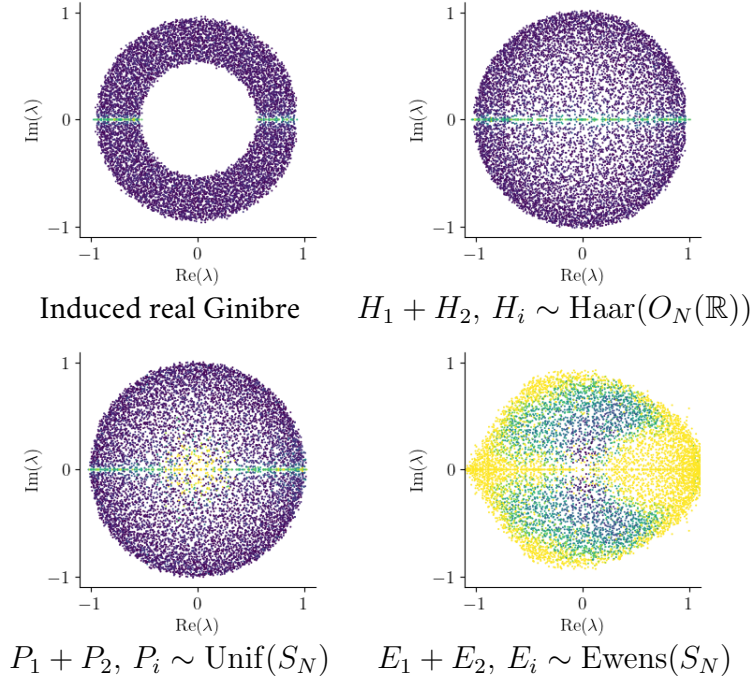 1
Im(λ)
0
−1
−1
0
1
Re(λ)
Induced real Ginibre
1
Im(λ)
0
−1
−1
0
1
Re(λ)
H₁ + H₂, Hᵢ ∼ Haar(O_N(ℝ))
1
Im(λ)
0
−1
−1
0
1
Re(λ)
P₁ + P₂, Pᵢ ∼ Unif(S_N)
1
Im(λ)
0
−1
−1
0
1
Re(λ)
E₁ + E₂, Eᵢ ∼ Ewens(S_N)